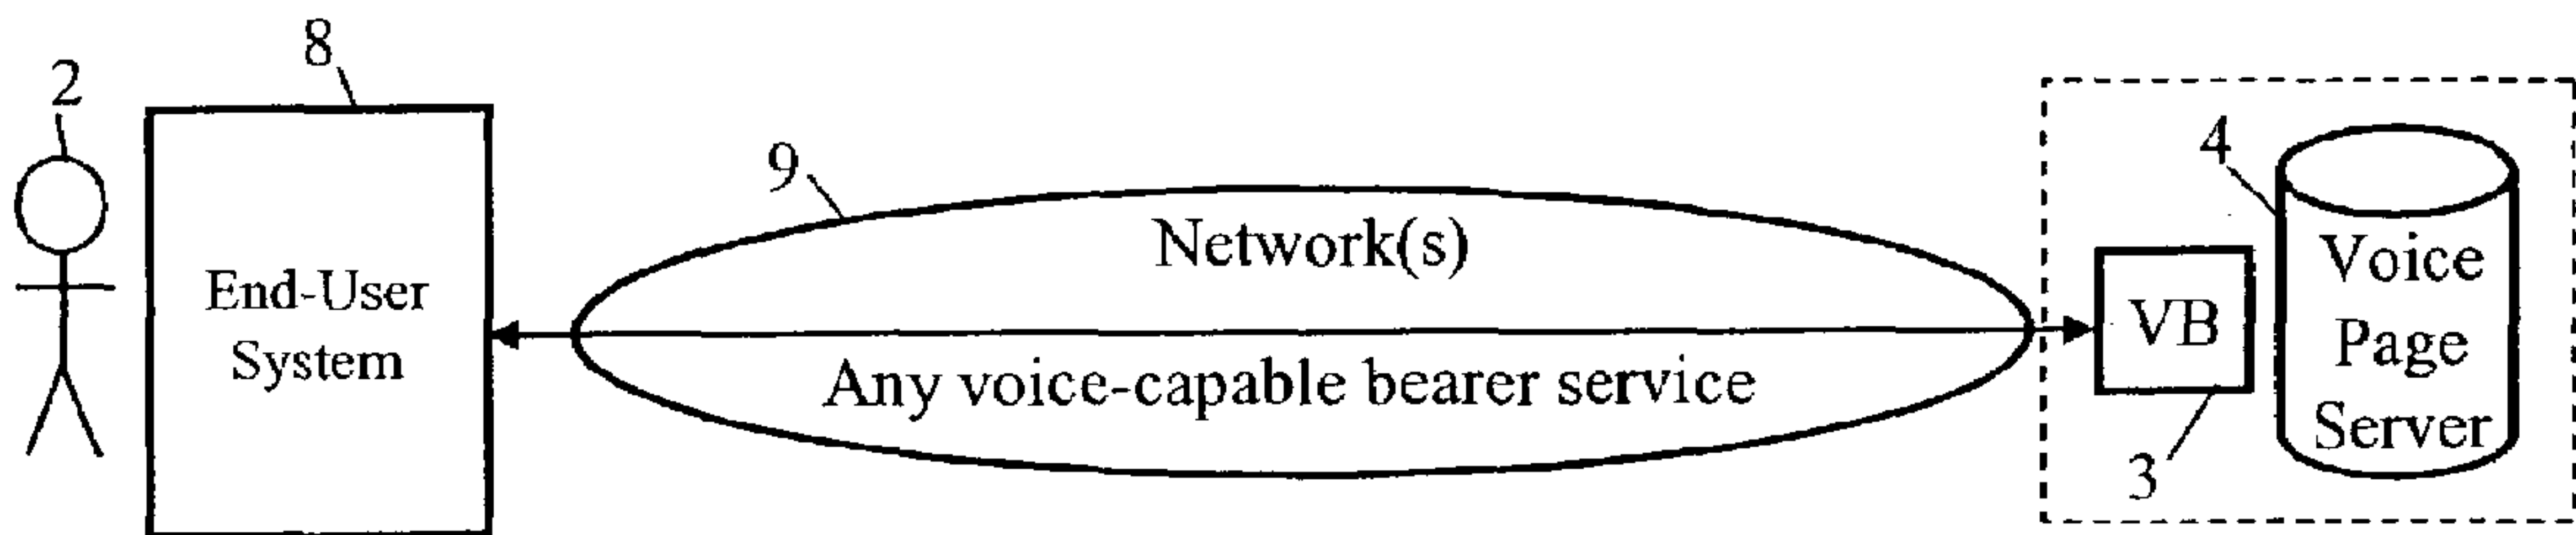 2
8
End-User
System
9
Network(s)
Any voice-capable bearer service
VB
3
4
Voice
Page
Server